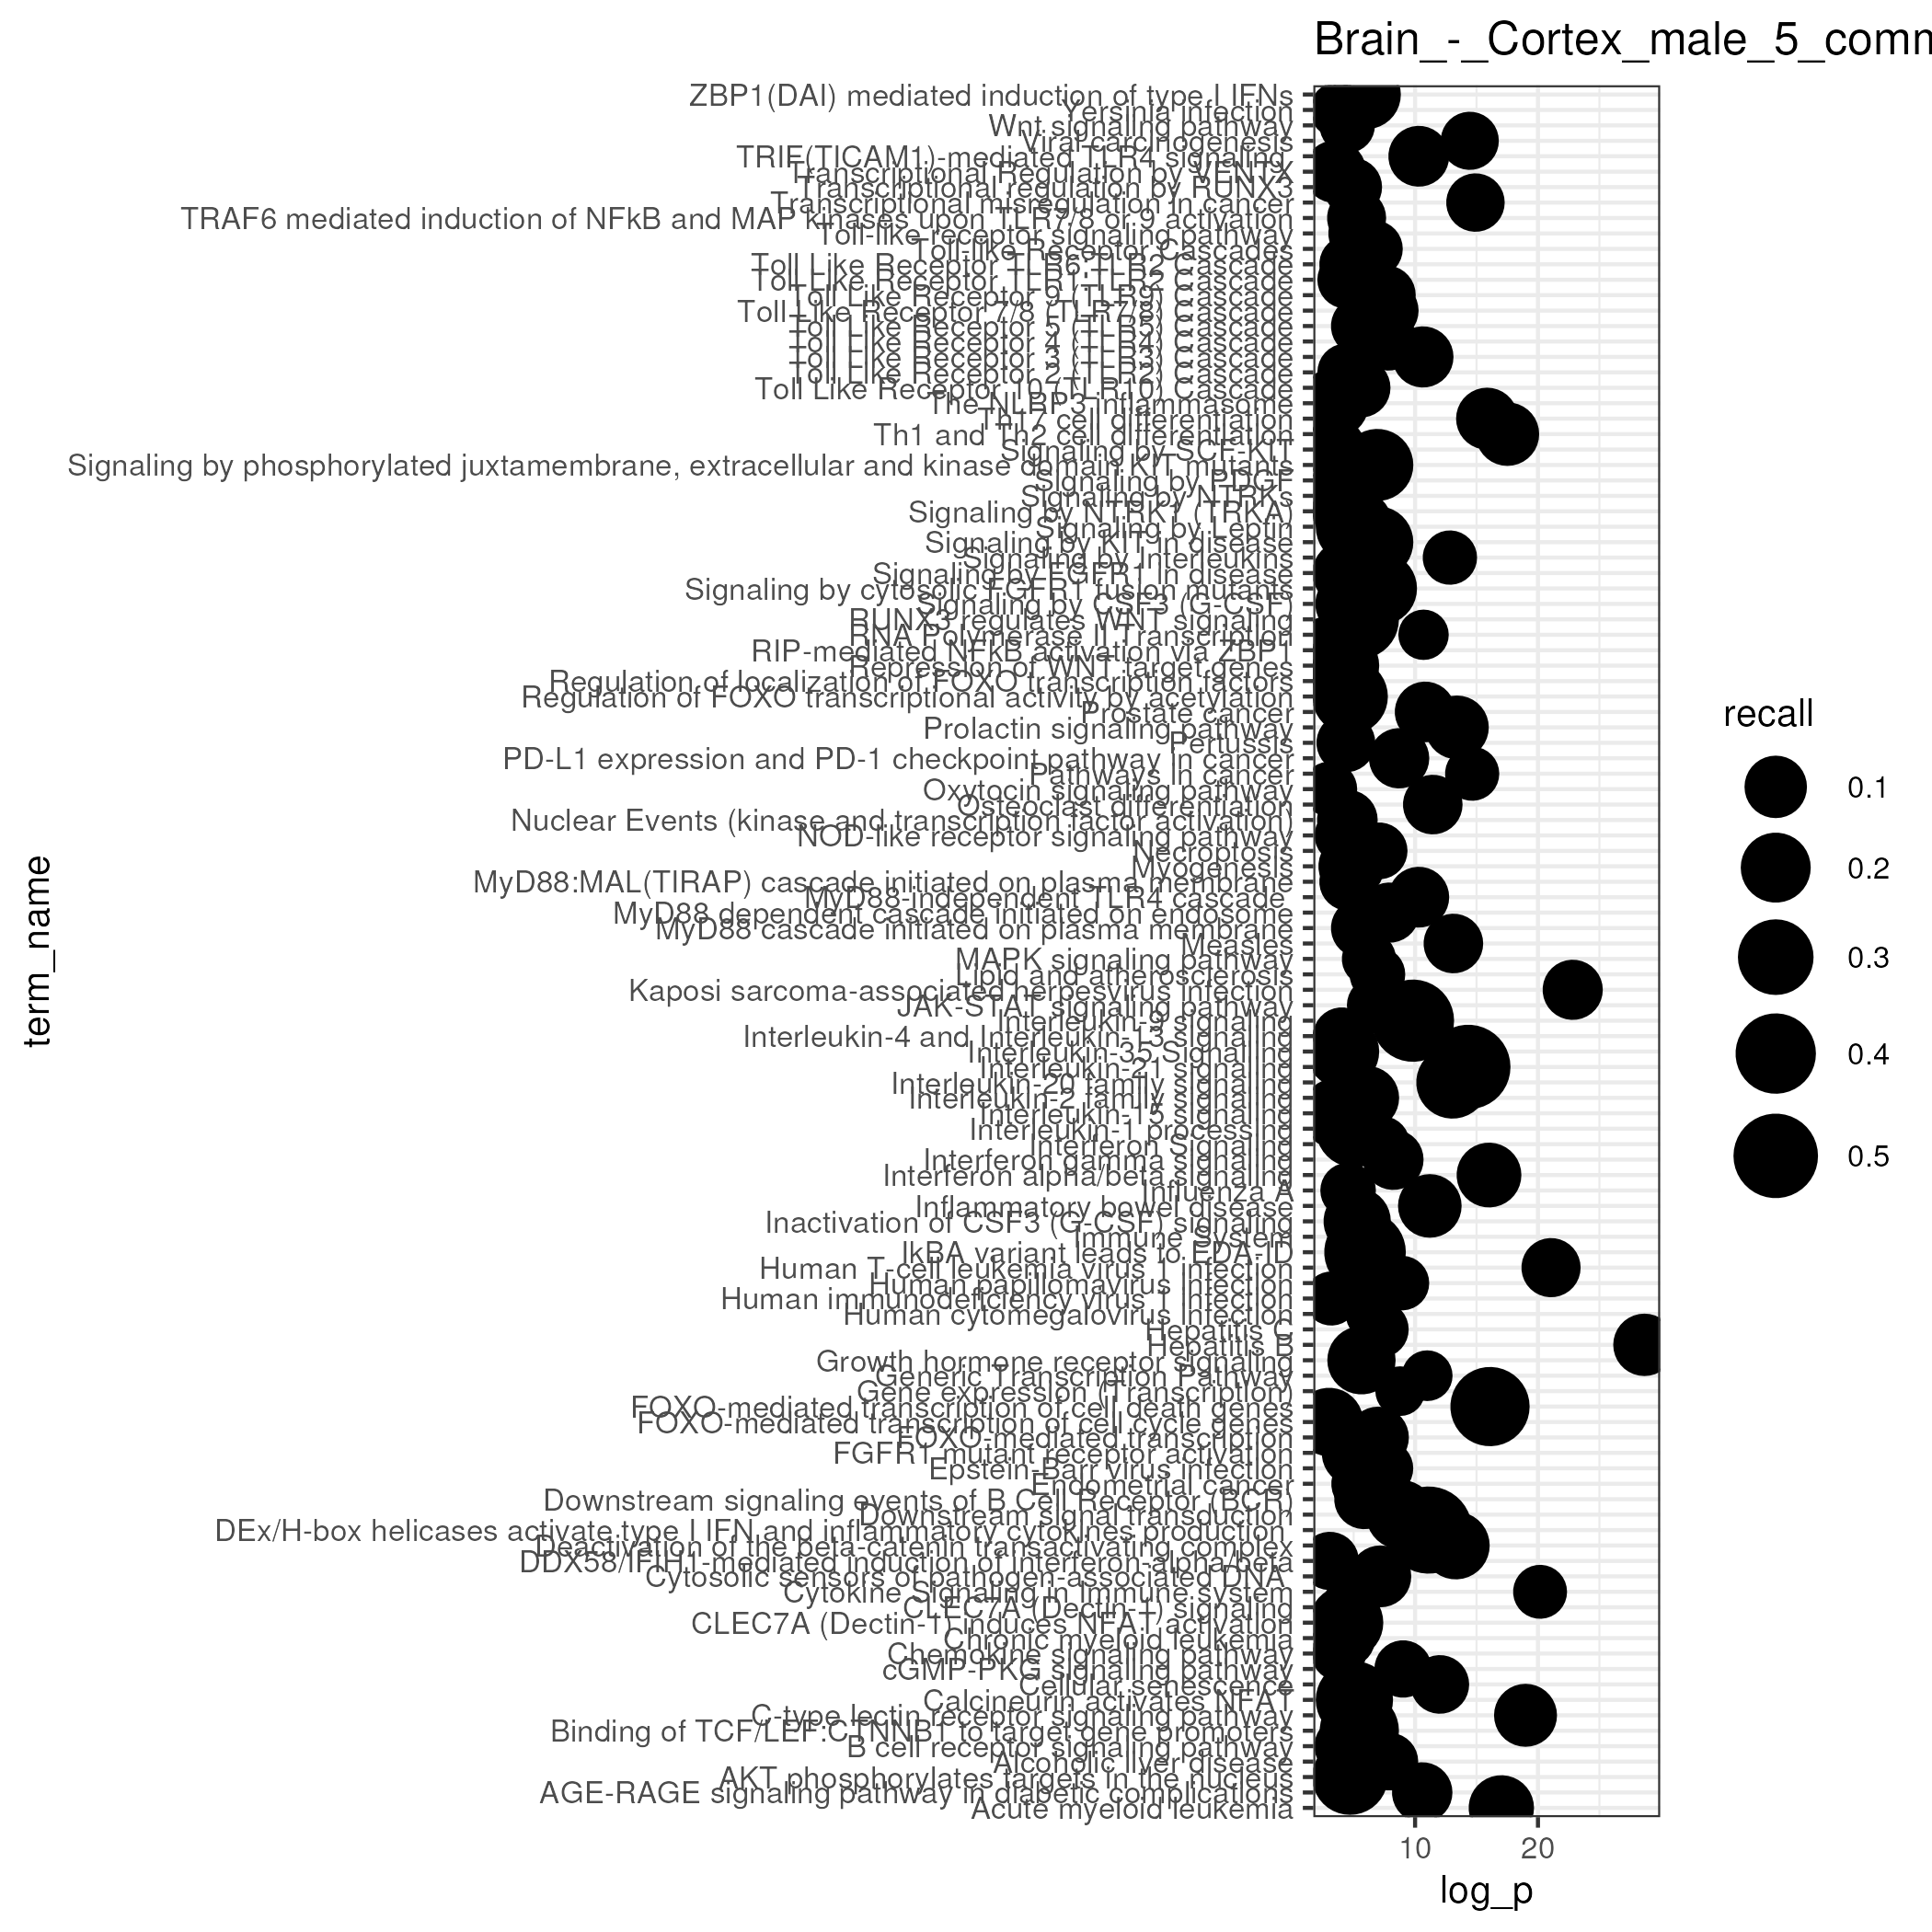 Brain_-_Cortex_male_5_comm
ZBP1(DAI) mediated induction of type I IFNs
Yersinia infection
Wnt signaling pathway
Viral carcinogenesis
TRIF(TICAM1)-mediated TLR4 signaling
Transcriptional Regulation by VENTX
Transcriptional regulation by RUNX3
Transcriptional misregulation in cancer
TRAF6 mediated induction of NFkB and MAP kinases upon TLR7/8 or 9 activation
Toll-like receptor signaling pathway
Toll-like Receptor Cascades
Toll Like Receptor TLR6:TLR2 Cascade
Toll Like Receptor TLR1:TLR2 Cascade
Toll Like Receptor 9 (TLR9) Cascade
Toll Like Receptor 7/8 (TLR7/8) Cascade
Toll Like Receptor 5 (TLR5) Cascade
Toll Like Receptor 4 (TLR4) Cascade
Toll Like Receptor 3 (TLR3) Cascade
Toll Like Receptor 2 (TLR2) Cascade
Toll Like Receptor 10 (TLR10) Cascade
The NLRP3 inflammasome
Th17 cell differentiation
Th1 and Th2 cell differentiation
Signaling by SCF-KIT
Signaling by phosphorylated juxtamembrane, extracellular and kinase domain KIT mutants
Signaling by PDGF
Signaling by NTRKs
Signaling by NTRK1 (TRKA)
Signaling by Leptin
Signaling by KIT in disease
Signaling by Interleukins
Signaling by FGFR1 in disease
Signaling by cytosolic FGFR1 fusion mutants
Signaling by CSF3 (G-CSF)
RUNX3 regulates WNT signaling
RNA Polymerase II Transcription
RIP-mediated NFkB activation via ZBP1
Repression of WNT target genes
Regulation of localization of FOXO transcription factors
Regulation of FOXO transcriptional activity by acetylation
Prostate cancer
Prolactin signaling pathway
Pertussis
PD-L1 expression and PD-1 checkpoint pathway in cancer
Pathways in cancer
Oxytocin signaling pathway
Osteoclast differentiation
Nuclear Events (kinase and transcription factor activation)
NOD-like receptor signaling pathway
Necroptosis
Myogenesis
MyD88:MAL(TIRAP) cascade initiated on plasma membrane
MyD88-independent TLR4 cascade
MyD88 dependent cascade initiated on endosome
MyD88 cascade initiated on plasma membrane
Measles
MAPK signaling pathway
Lipid and atherosclerosis
Kaposi sarcoma-associated herpesvirus infection
JAK-STAT signaling pathway
Interleukin-9 signaling
Interleukin-4 and Interleukin-13 signaling
Interleukin-35 Signalling
Interleukin-21 signaling
Interleukin-20 family signaling
Interleukin-2 family signaling
Interleukin-15 signaling
Interleukin-1 processing
Interferon Signaling
Interferon gamma signaling
Interferon alpha/beta signaling
Influenza A
Inflammatory bowel disease
Inactivation of CSF3 (G-CSF) signaling
Immune System
IkBA variant leads to EDA-ID
Human T-cell leukemia virus 1 infection
Human papillomavirus infection
Human immunodeficiency virus 1 infection
Human cytomegalovirus infection
Hepatitis C
Hepatitis B
Growth hormone receptor signaling
Generic Transcription Pathway
Gene expression (Transcription)
FOXO-mediated transcription of cell death genes
FOXO-mediated transcription of cell cycle genes
FOXO-mediated transcription
FGFR1 mutant receptor activation
Epstein-Barr virus infection
Endometrial cancer
Downstream signaling events of B Cell Receptor (BCR)
Downstream signal transduction
DEx/H-box helicases activate type I IFN and inflammatory cytokines production
Deactivation of the beta-catenin transactivating complex
DDX58/IFIH1-mediated induction of interferon-alpha/beta
Cytosolic sensors of pathogen-associated DNA
Cytokine Signaling in Immune system
CLEC7A (Dectin-1) signaling
CLEC7A (Dectin-1) induces NFAT activation
Chronic myeloid leukemia
Chemokine signaling pathway
cGMP-PKG signaling pathway
Cellular senescence
Calcineurin activates NFAT
C-type lectin receptor signaling pathway
Binding of TCF/LEF:CTNNB1 to target gene promoters
B cell receptor signaling pathway
Alcoholic liver disease
AKT phosphorylates targets in the nucleus
AGE-RAGE signaling pathway in diabetic complications
Acute myeloid leukemia
term_name
10 20
log_p
recall
0.1
0.2
0.3
0.4
0.5